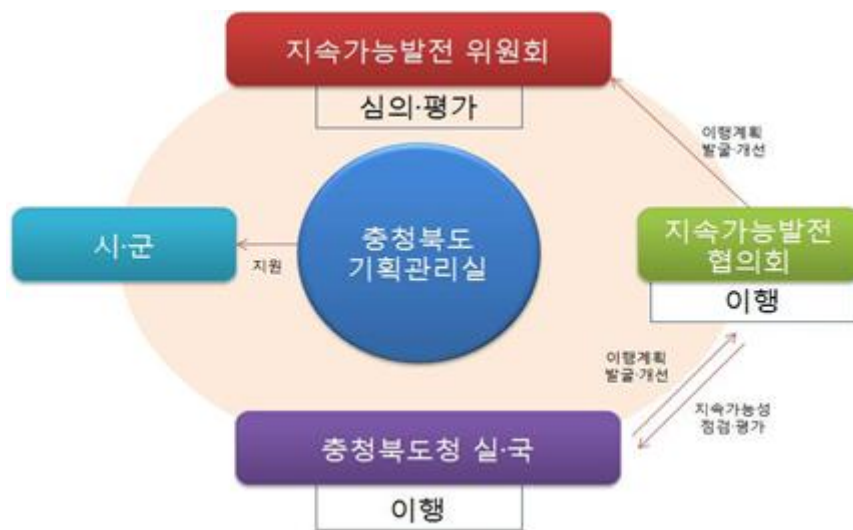 지속가능발전 위원회
심의·평가
이행계획
발굴·개선
시·군
지원
충청북도
기획관리실
지속가능발전
협의회
이행
이행계획
발굴·개선
지속가능성
점검·평가
충청북도청 실·국
이행